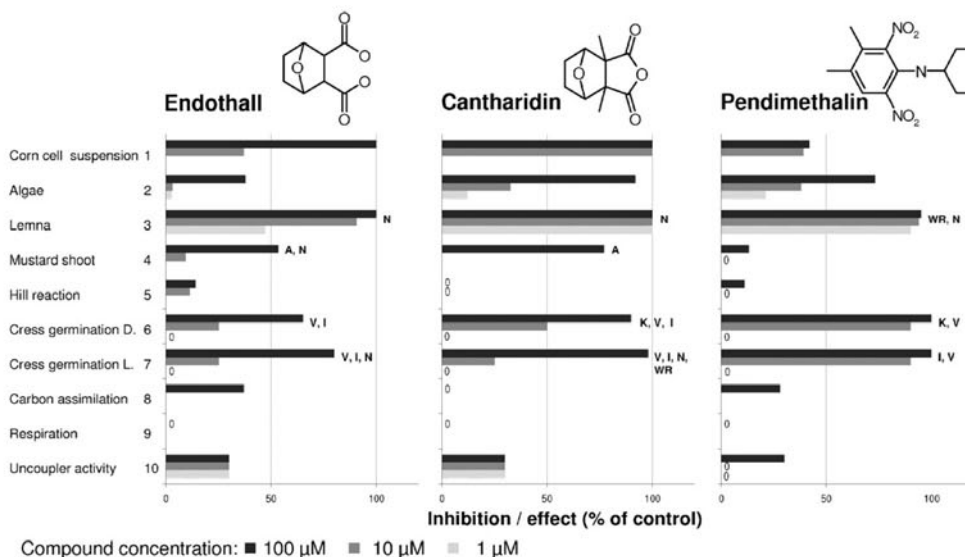 O
O
O
O
O
Endothall
O
O
O
O
Cantharidin
NO₂
N
NO₂
Pendimethalin
Corn cell suspension 1
Algae 2
Lemna 3 N N WR, N
Mustard shoot 4 A, N A 0
Hill reaction 5 0 0 0
Cress germination D. 6 V, I 0 K, V, I 0 K, V 0
Cress germination L. 7 V, I, N 0 V, I, N, WR 0 I, V 0
Carbon assimilation 8 0 0
Respiration 9 0 0 0
Uncoupler activity 10 0 0
0 50 100 0 50 100 0 50 100
Inhibition / effect (% of control)
Compound concentration: 100 µM 10 µM 1 µM